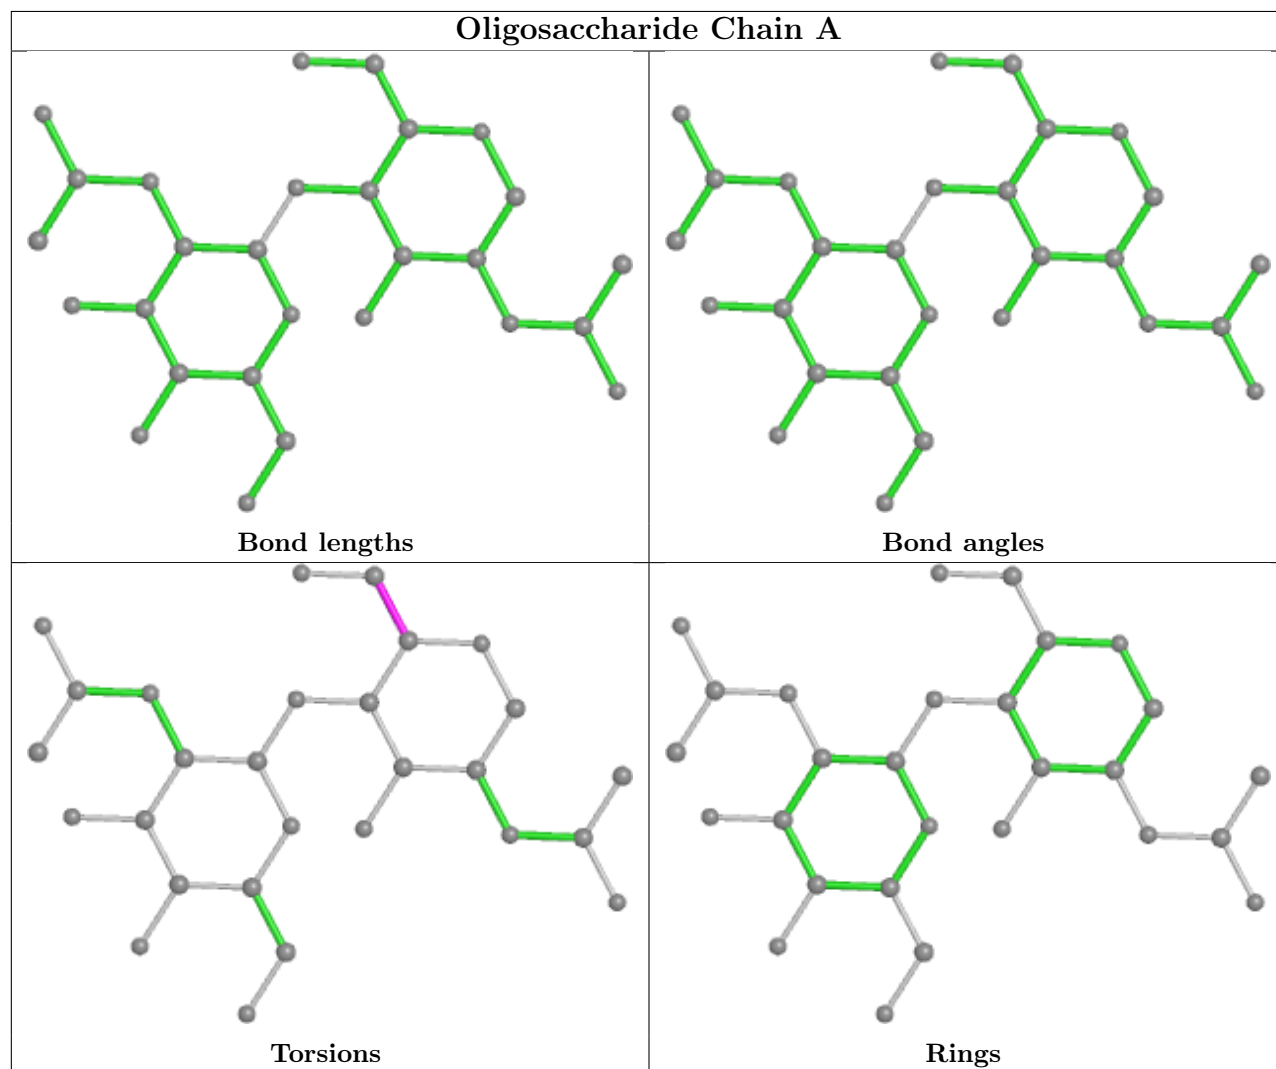 Oligosaccharide Chain A
Bond lengths
Bond angles
Torsions
Rings